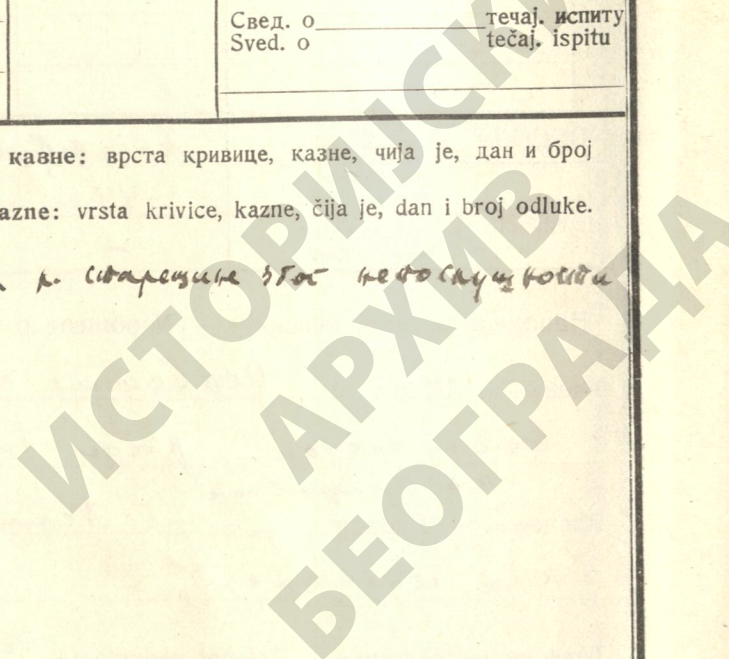 Свед. о ____________ течај. испиту
Sved. o tečaj. ispitu
казне: врста кривице, казне, чија је, дан и број
azne: vrsta krivice, kazne, čija je, dan i broj odluke.
р. старешине због непослушности
ИСТОРИЈСКИ
АРХИВ
БЕОГРАДА